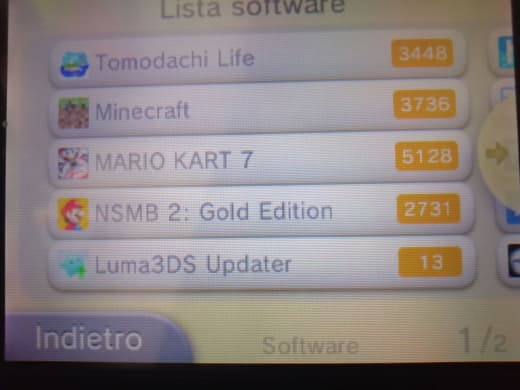 Lista software
Tomodachi Life 3448
Minecraft 3736
MARIO KART 7 5128
NSMB 2: Gold Edition 2731
Luma3DS Updater 13
Indietro
Software
1/2